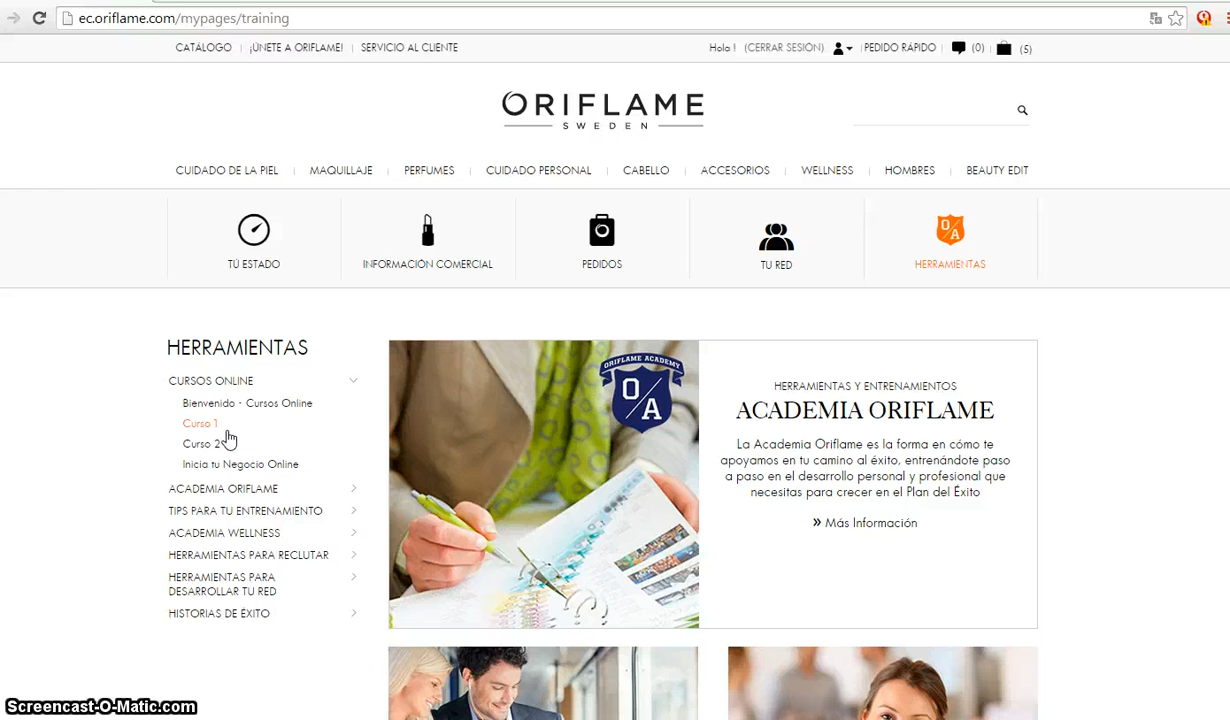 ec.oriflame.com/mypages/training
CATÁLOGO ¡ÚNETE A ORIFLAME! SERVICIO AL CLIENTE Hola ! (CERRAR SESIÓN) PEDIDO RÁPIDO (0) (5)
ORIFLAME
SWEDEN
CUIDADO DE LA PIEL MAQUILLAJE PERFUMES CUIDADO PERSONAL CABELLO ACCESORIOS WELLNESS HOMBRES BEAUTY EDIT
O/A
TÚ ESTADO INFORMACIÓN COMERCIAL PEDIDOS TU RED HERRAMIENTAS
HERRAMIENTAS
CURSOS ONLINE
Bienvenido - Cursos Online
Curso 1
Curso 2
Inicia tu Negocio Online
ACADEMIA ORIFLAME
TIPS PARA TU ENTRENAMIENTO
ACADEMIA WELLNESS
HERRAMIENTAS PARA RECLUTAR
HERRAMIENTAS PARA
DESARROLLAR TU RED
HISTORIAS DE ÉXITO
ORIFLAME ACADEMY
O/A
HERRAMIENTAS Y ENTRENAMIENTOS
ACADEMIA ORIFLAME
La Academia Oriflame es la forma en cómo te
apoyamos en tu camino al éxito, entrenándote paso
a paso en el desarrollo personal y profesional que
necesitas para crecer en el Plan del Éxito
» Más Información
Screencast-O-Matic.com